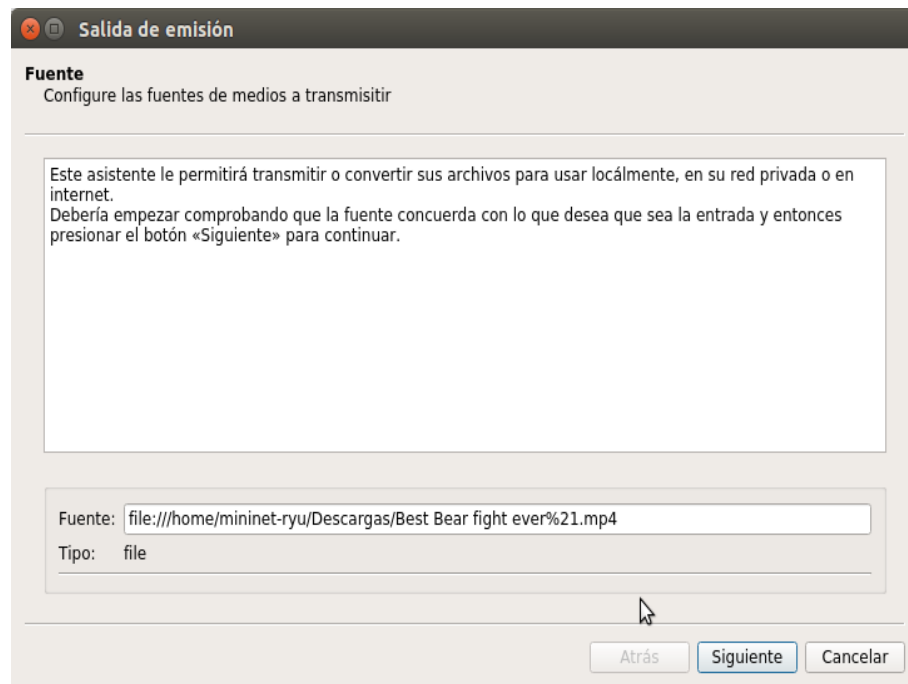 Salida de emisión
Fuente
Configure las fuentes de medios a transmisitir
Este asistente le permitirá transmitir o convertir sus archivos para usar locálmente, en su red privada o en
internet.
Debería empezar comprobando que la fuente concuerda con lo que desea que sea la entrada y entonces
presionar el botón «Siguiente» para continuar.
Fuente: file:///home/mininet-ryu/Descargas/Best Bear fight ever%21.mp4
Tipo: file
Atrás Siguiente Cancelar